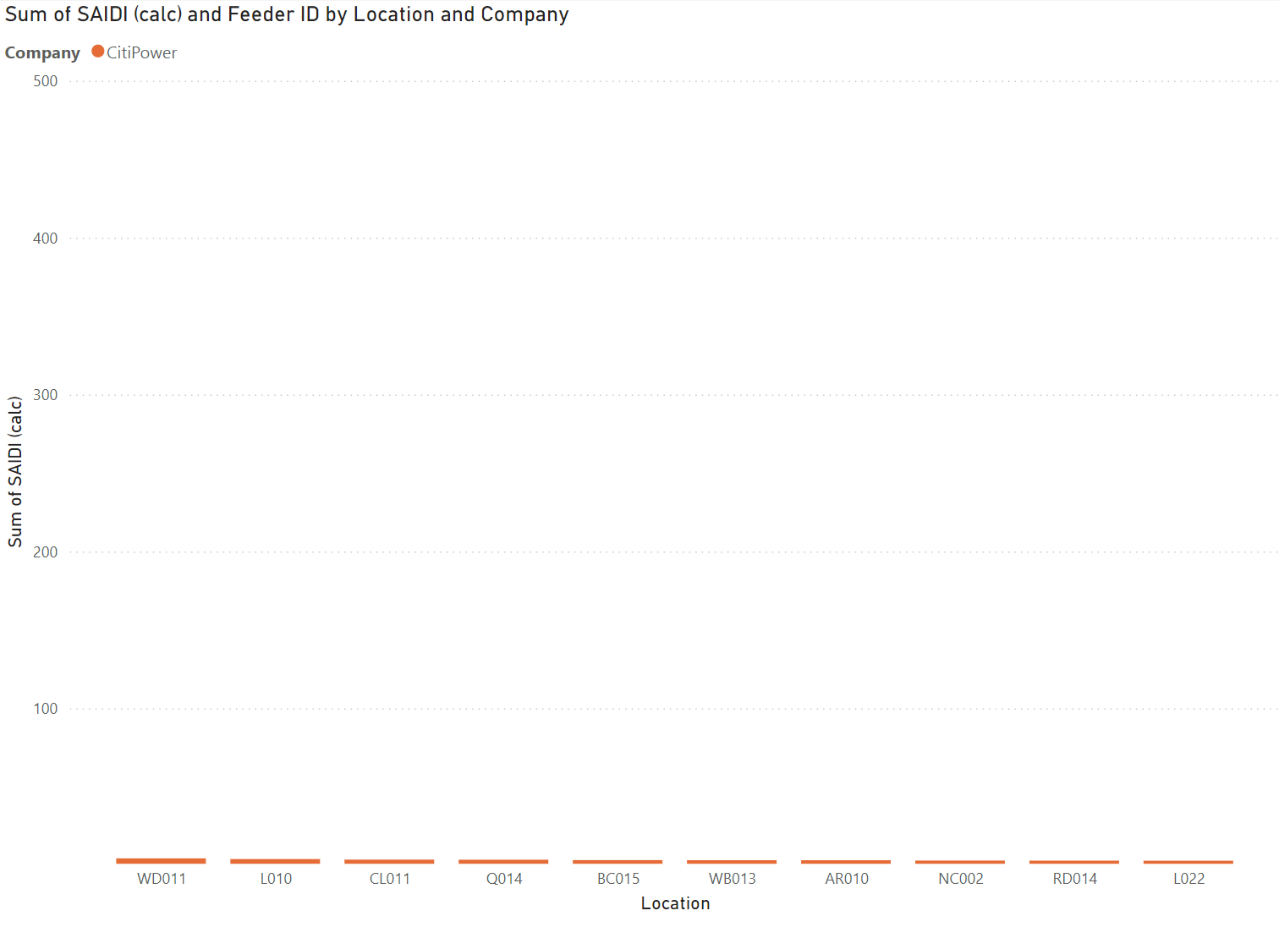 Sum of SAIDI (calc) and Feeder ID by Location and Company
Company CitiPower
500
400
300
200
100
Sum of SAIDI (calc)
WD011 L010 CL011 Q014 BC015 WB013 AR010 NC002 RD014 L022
Location